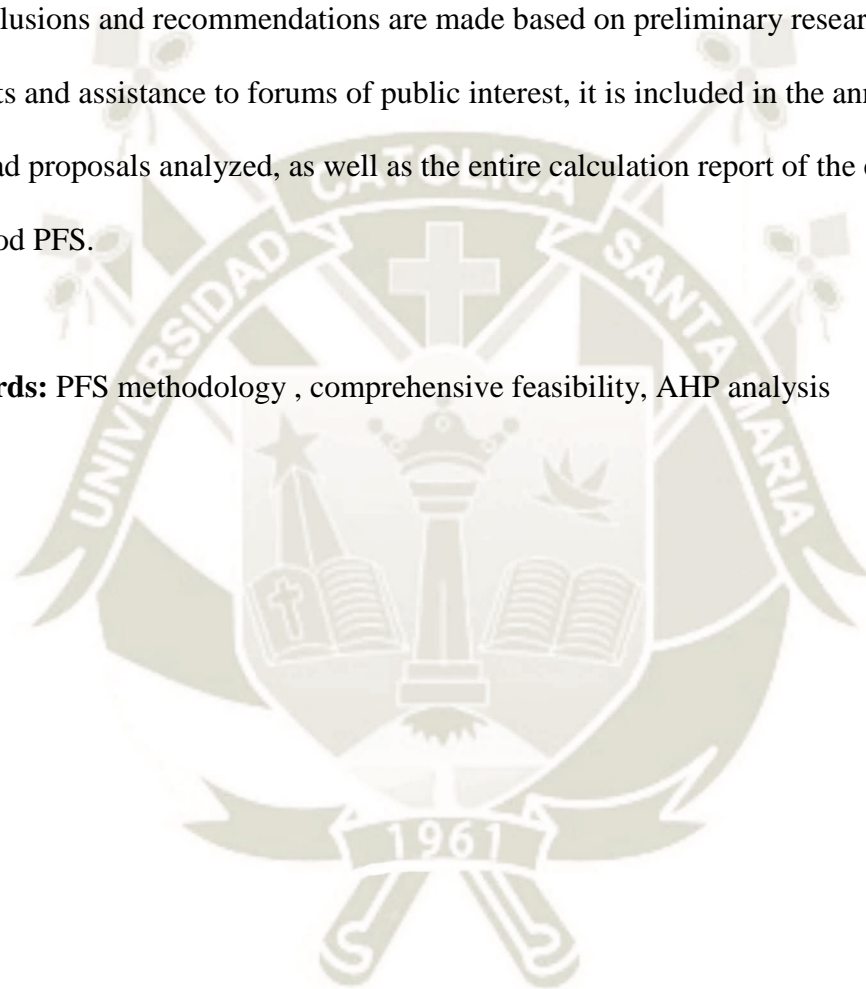 lusions and recommendations are made based on preliminary resear
ts and assistance to forums of public interest, it is included in the an
ad proposals analyzed, as well as the entire calculation report of the
od PFS.
rds: PFS methodology , comprehensive feasibility, AHP analysis
UNIVERSIDAD CATOLICA SANTA MARIA
1961